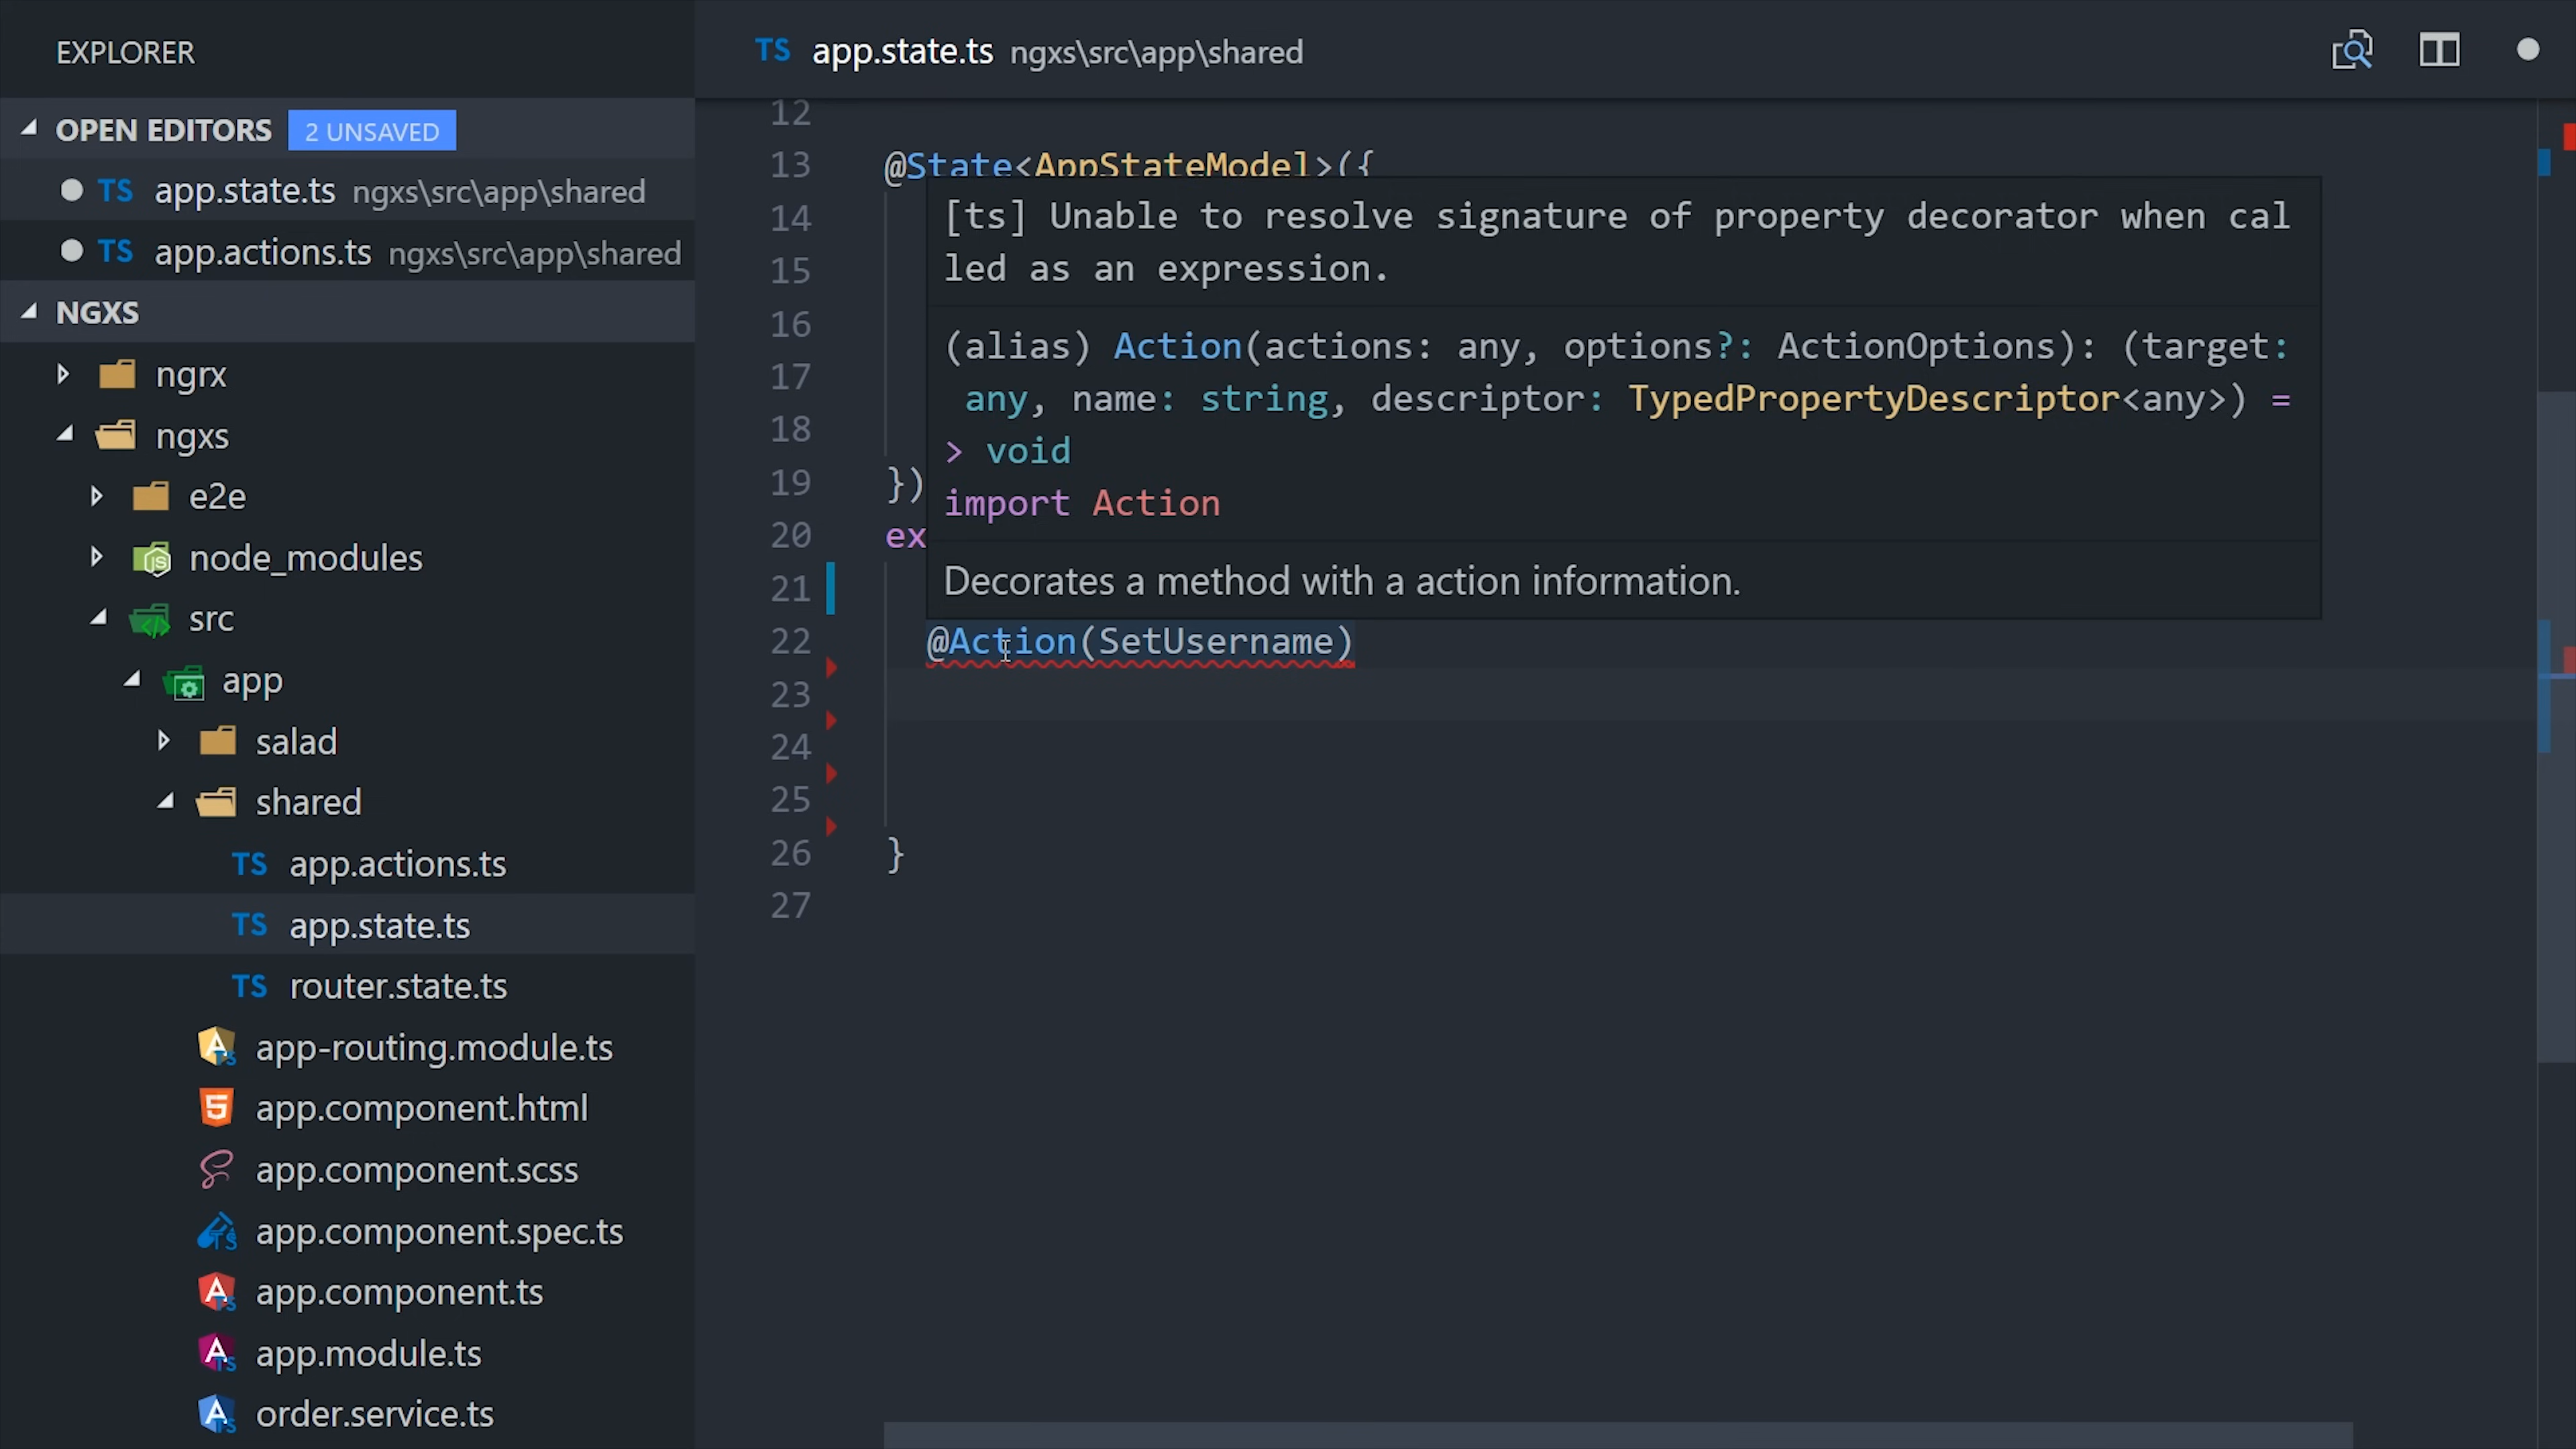 EXPLORER
OPEN EDITORS 2 UNSAVED
TS app.state.ts ngxs\src\app\shared
TS app.actions.ts ngxs\src\app\shared
NGXS
ngrx
ngxs
e2e
node_modules
src
app
salad
shared
TS app.actions.ts
TS app.state.ts
TS router.state.ts
app-routing.module.ts
app.component.html
app.component.scss
app.component.spec.ts
app.component.ts
app.module.ts
order.service.ts
TS app.state.ts ngxs\src\app\shared
12
13 @State<AppStateModel>({
14
15
16
17
18
19 })
20 ex
21
[ts] Unable to resolve signature of property decorator when cal
led as an expression.
(alias) Action(actions: any, options?: ActionOptions): (target:
any, name: string, descriptor: TypedPropertyDescriptor<any>) =
> void
import Action
Decorates a method with a action information.
22 @Action(SetUsername)
23
24
25
26 }
27